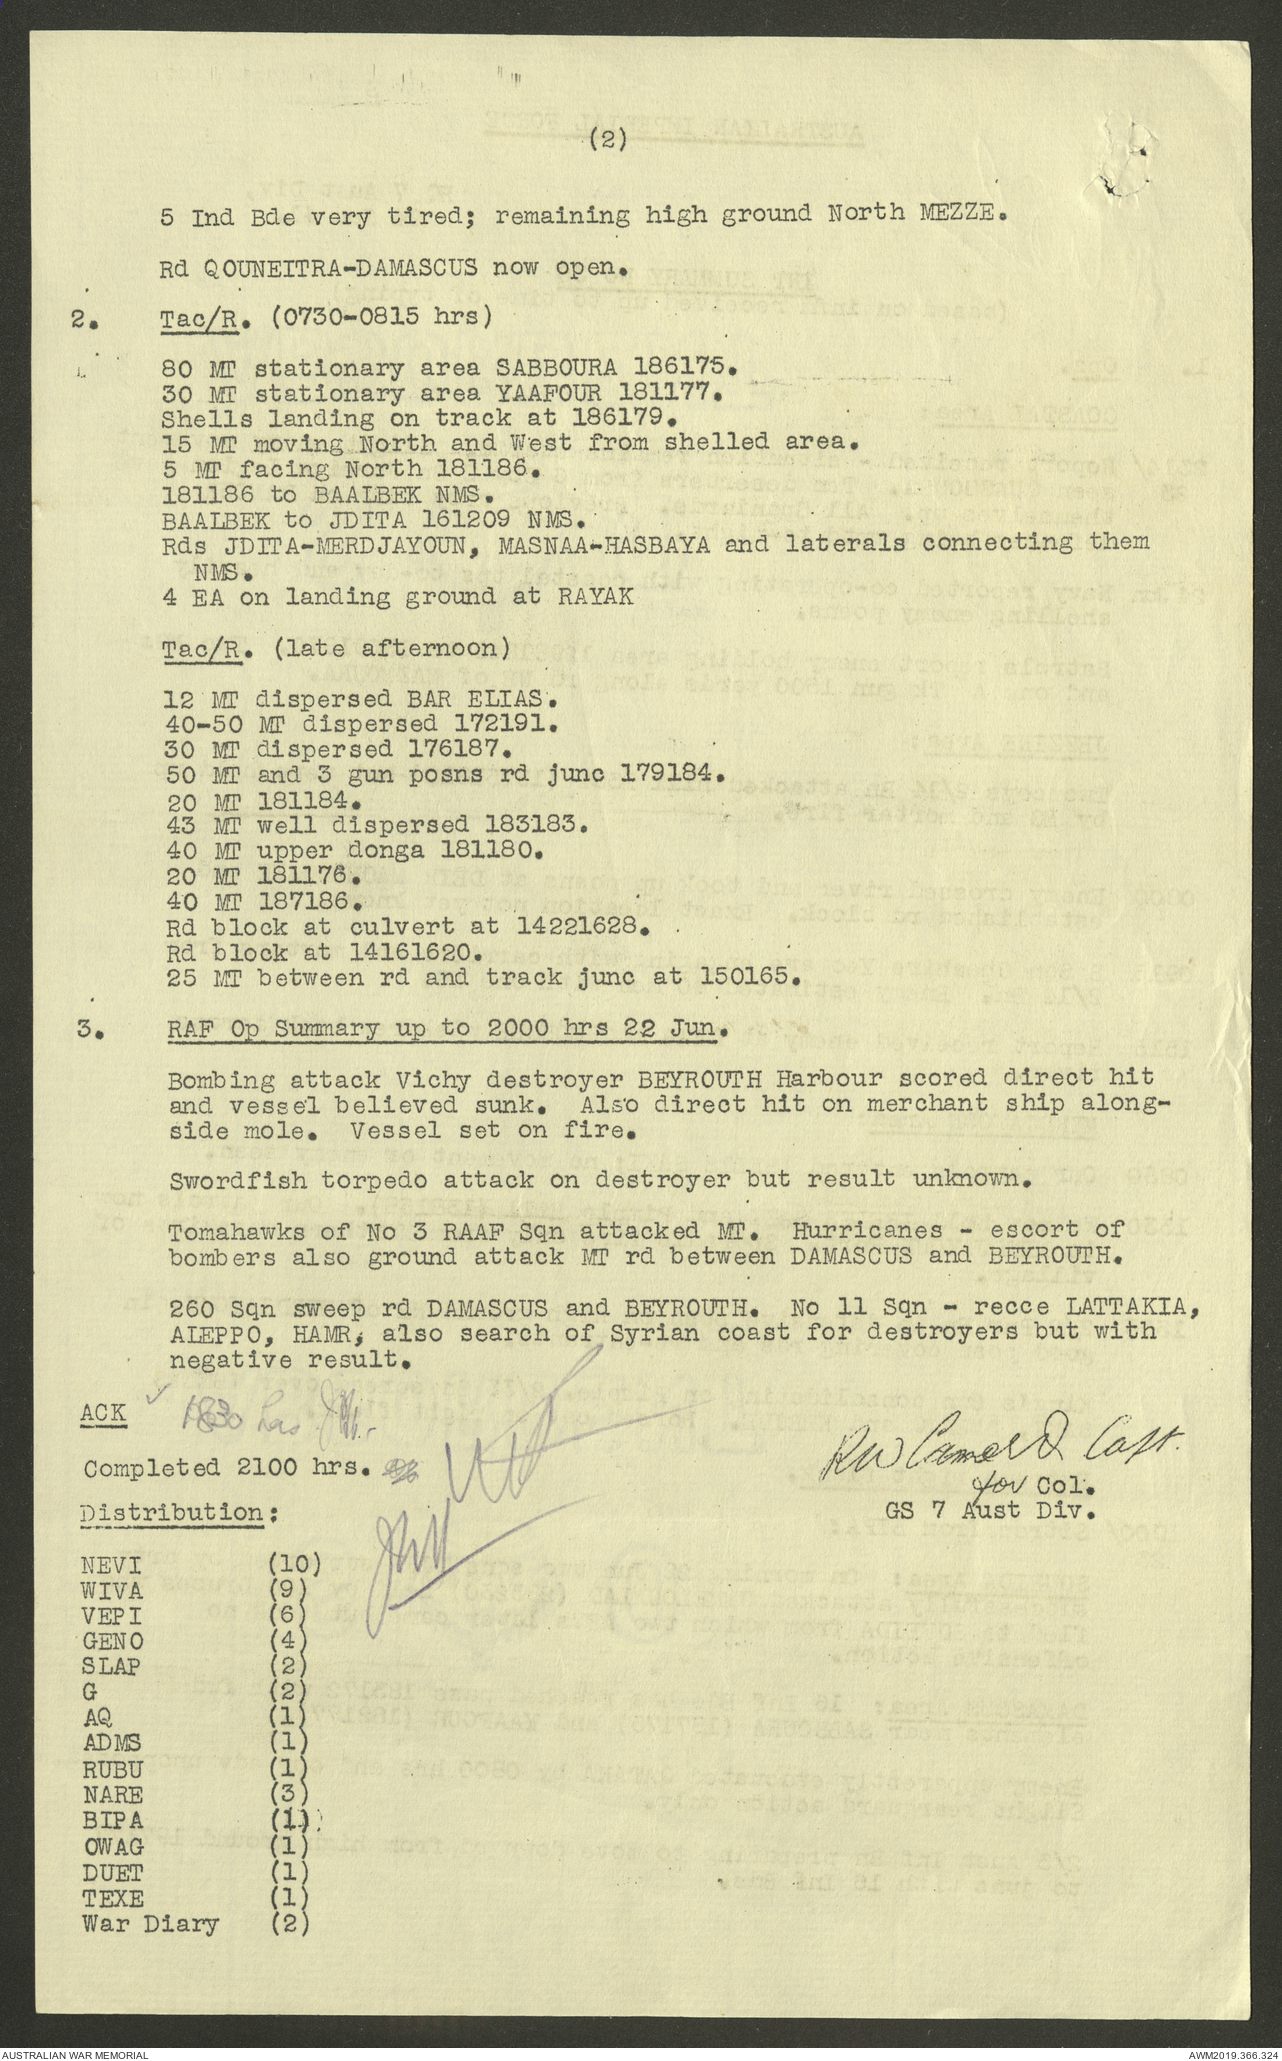 (2)
5 Ind Bde very tired; remaining high ground North MEZZE.
Rd QOUNEITRA-DAMASCUS now open.
2. Tac/R. (0730-0815 hrs)
80 MT stationary area SABBOURA 186175.
30 MT stationary area YAAFOUR 181177.
Shells landing on track at 186179.
15 MT moving North and West from shelled area.
5 MT facing North 181186.
181186 to BAALBEK NMS.
BAALBEK to JDITA 161209 NMS.
Rds JDITA-MERDJAYOUN, MASNAA-HASBAYA and laterals connecting them
NMS.
4 EA on landing ground at RAYAK
Tac/R. (late afternoon)
12 MT dispersed BAR ELIAS.
40-50 MT dispersed 172191.
30 MT dispersed 176187.
50 MT and 3 gun posns rd junc 179184.
20 MT 181184.
43 MT well dispersed 183183.
40 MT upper donga 181180.
20 MT 181176.
40 MT 187186.
Rd block at culvert at 14221628.
Rd block at 14161620.
25 MT between rd and track junc at 150165.
3. RAF Op Summary up to 2000 hrs 22 Jun.
Bombing attack Vichy destroyer BEYROUTH Harbour scored direct hit
and vessel believed sunk. Also direct hit on merchant ship along-
side mole. Vessel set on fire.
Swordfish torpedo attack on destroyer but result unknown.
Tomahawks of No 3 RAAF Sqn attacked MT. Hurricanes - escort of
bombers also ground attack MT rd between DAMASCUS and BEYROUTH.
260 Sqn sweep rd DAMASCUS and BEYROUTH. No 11 Sqn - recce LATTAKIA,
ALEPPO, HAMR, also search of Syrian coast for destroyers but with
negative result.
ACK hrs
Completed 2100 hrs.
Capt.
for Col.
GS 7 Aust Div.
Distribution:
NEVI (10)
WIVA (9)
VEPI (6)
GENO (4)
SLAP (2)
G (2)
AQ (1)
ADMS (1)
RUBU (1)
NARE (3)
BIPA (1)
OWAG (1)
DUET (1)
TEXE (1)
War Diary (2)
AUSTRALIAN WAR MEMORIAL
AWM2019.366.324